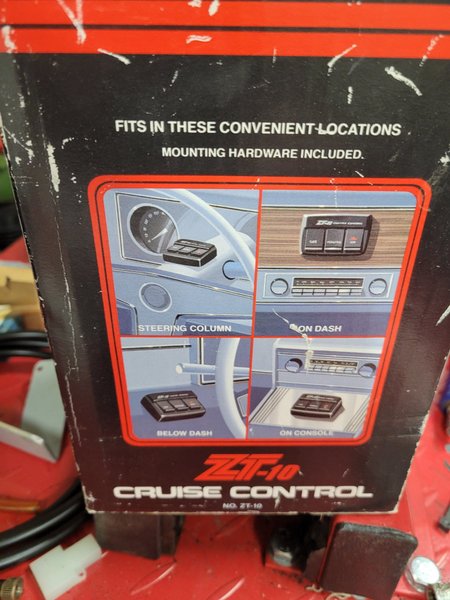 FITS IN THESE CONVENIENT LOCATIONS
MOUNTING HARDWARE INCLUDED.
STEERING COLUMN
ON DASH
BELOW DASH
ON CONSOLE
ZT-10
CRUISE CONTROL
NO. ZT-10